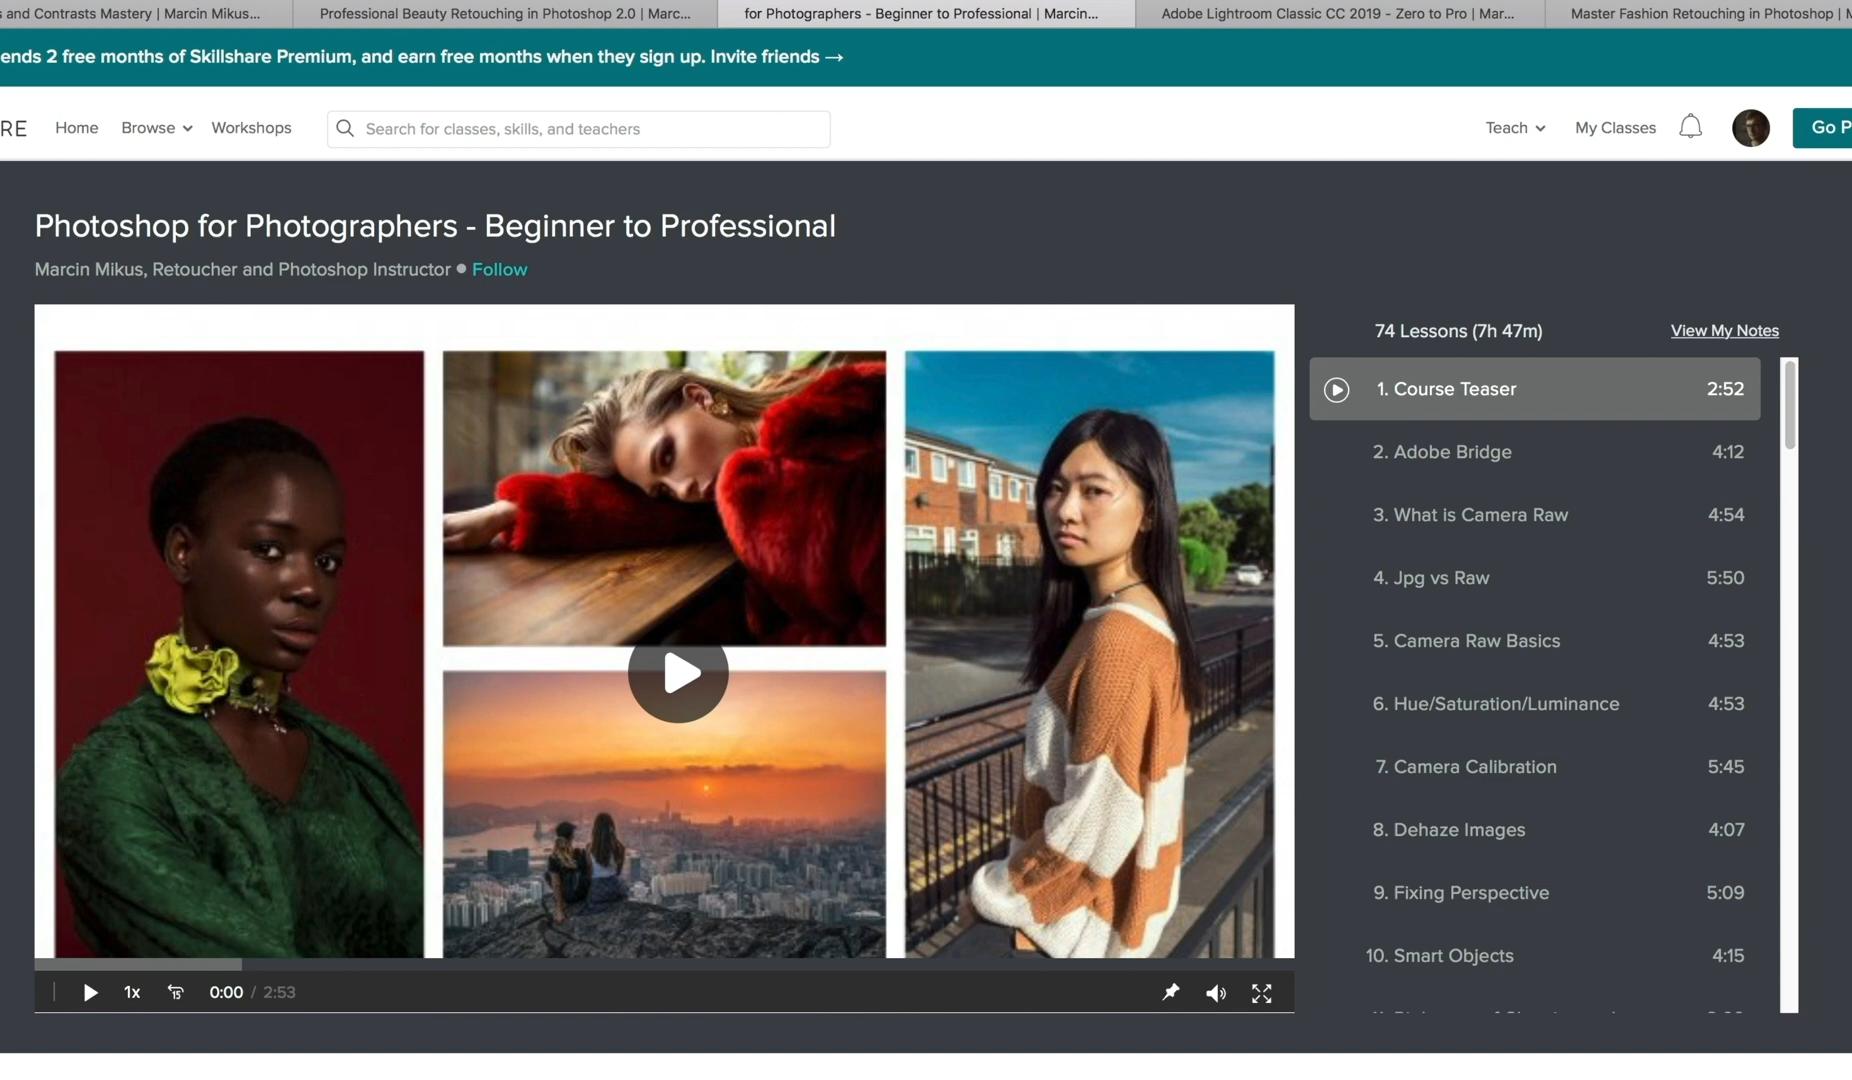 s and Contrasts Mastery | Marcin Mikus...
Professional Beauty Retouching in Photoshop 2.0 | Marc...
for Photographers - Beginner to Professional | Marcin...
Adobe Lightroom Classic CC 2019 - Zero to Pro | Mar...
Master Fashion Retouching in Photoshop | M
ends 2 free months of Skillshare Premium, and earn free months when they sign up. Invite friends →
RE
Home
Browse
Workshops
Search for classes, skills, and teachers
Teach
My Classes
Go P
Photoshop for Photographers - Beginner to Professional
Marcin Mikus, Retoucher and Photoshop Instructor • Follow
74 Lessons (7h 47m)
View My Notes
1. Course Teaser 2:52
2. Adobe Bridge 4:12
3. What is Camera Raw 4:54
4. Jpg vs Raw 5:50
5. Camera Raw Basics 4:53
6. Hue/Saturation/Luminance 4:53
7. Camera Calibration 5:45
8. Dehaze Images 4:07
9. Fixing Perspective 5:09
10. Smart Objects 4:15
1x
15
0:00 / 2:53